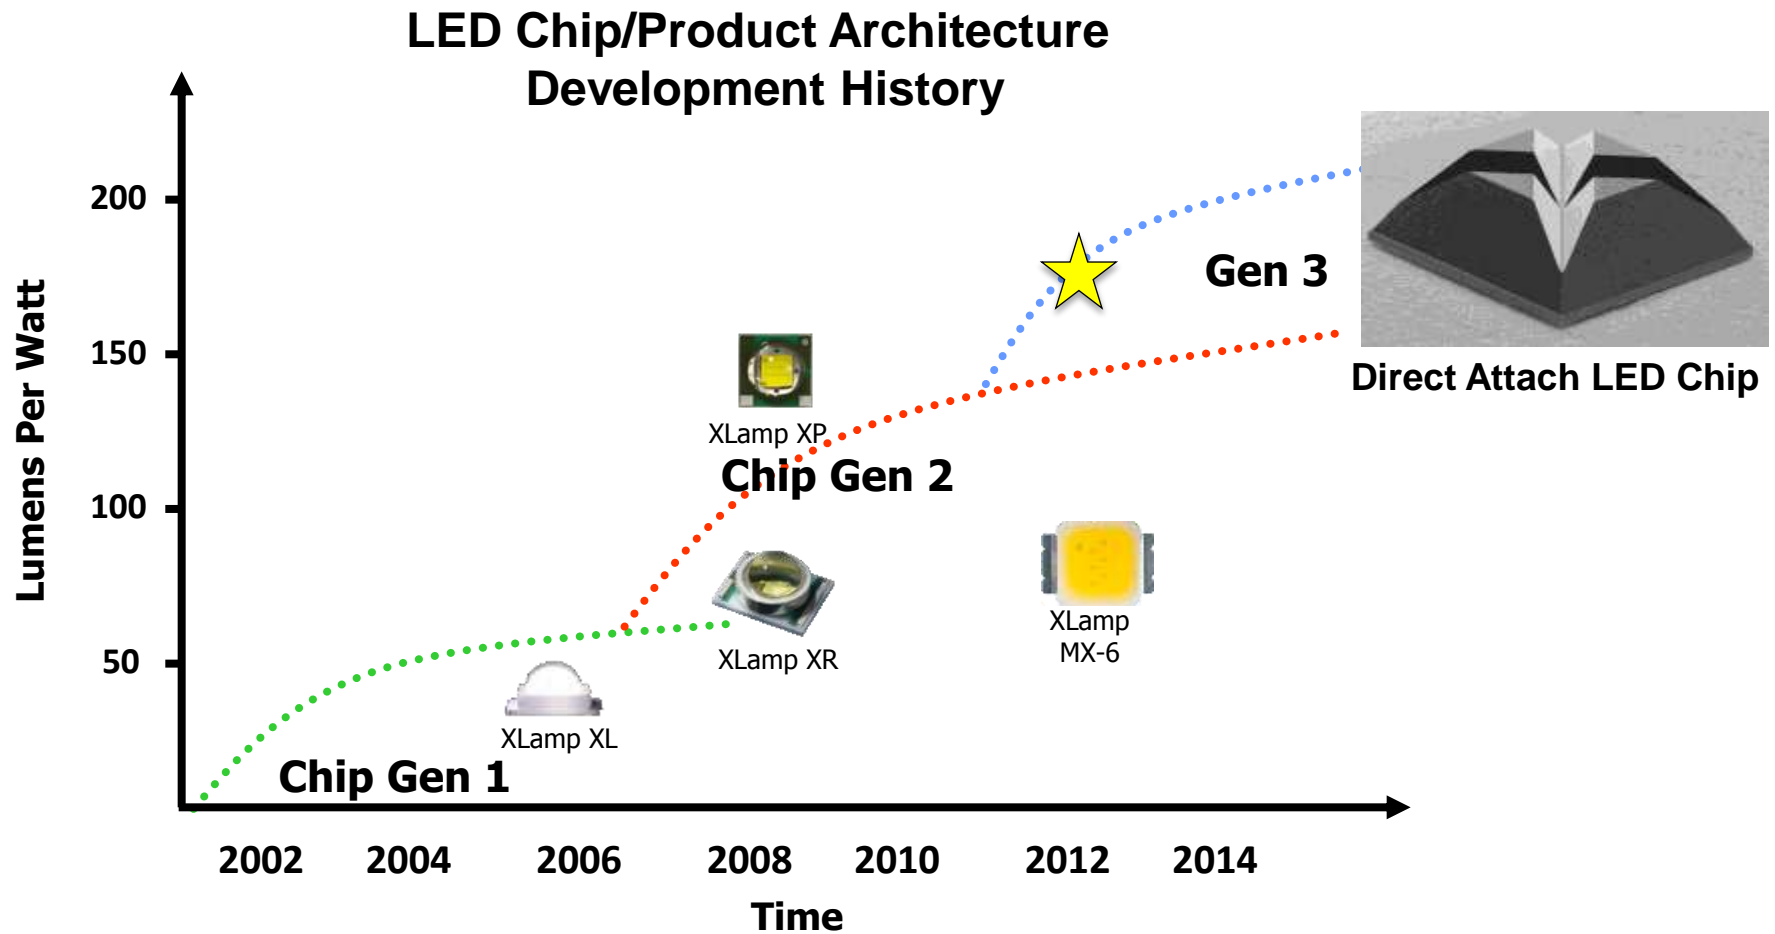 LED Chip/Product Architecture
Development History
200
150
100
50
Lumens Per Watt
Gen 3
Direct Attach LED Chip
XLamp XP
Chip Gen 2
XLamp XR
XLamp
MX-6
XLamp XL
Chip Gen 1
2002 2004 2006 2008 2010 2012 2014
Time